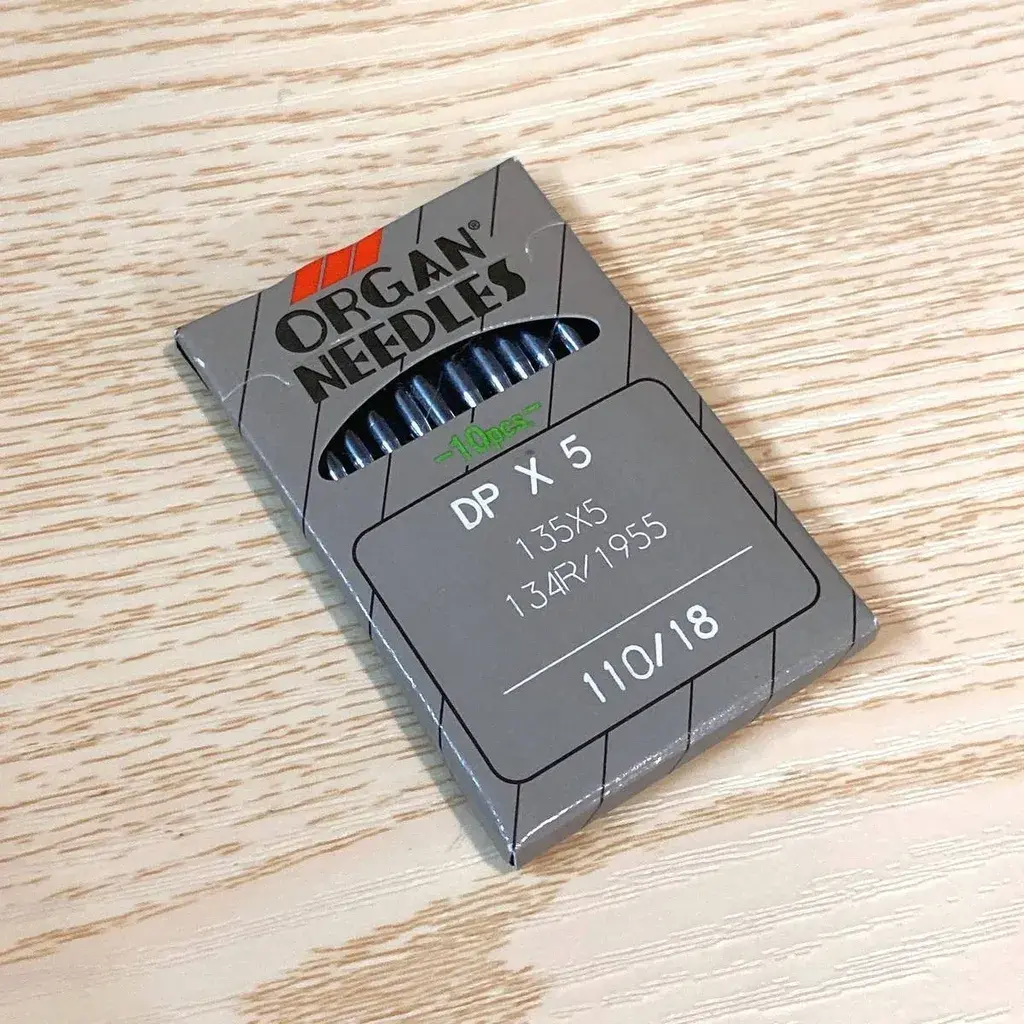 ORGAN®
NEEDLES
-10pcs.-
DP X 5
135X5
134R/1955
110/18